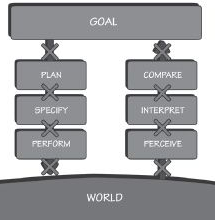 GOAL
PLAN
COMPARE
SPECIFY
INTERPRET
PERFORM
PERCEIVE
WORLD